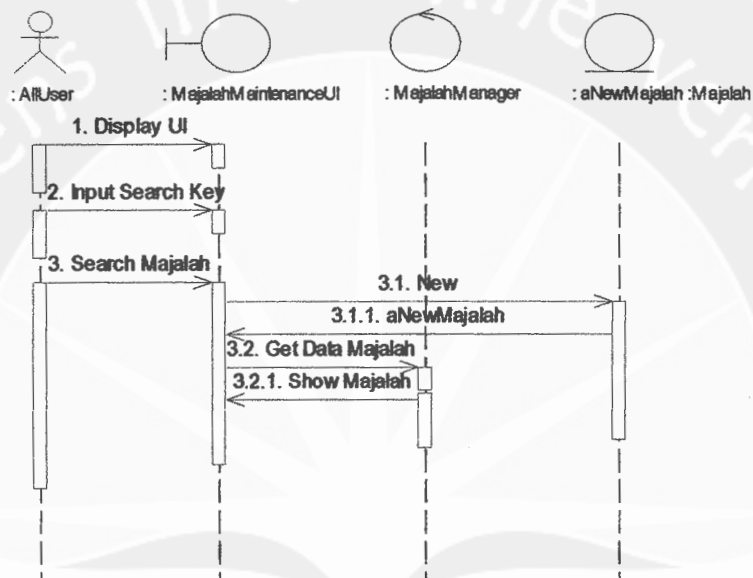 : AllUser
: MajalahMaintenanceUI
: MajalahManager
: aNewMajalah :Majalah
1. Display UI
2. Input Search Key
3. Search Majalah
3.1. New
3.1.1. aNewMajalah
3.2. Get Data Majalah
3.2.1. Show Majalah